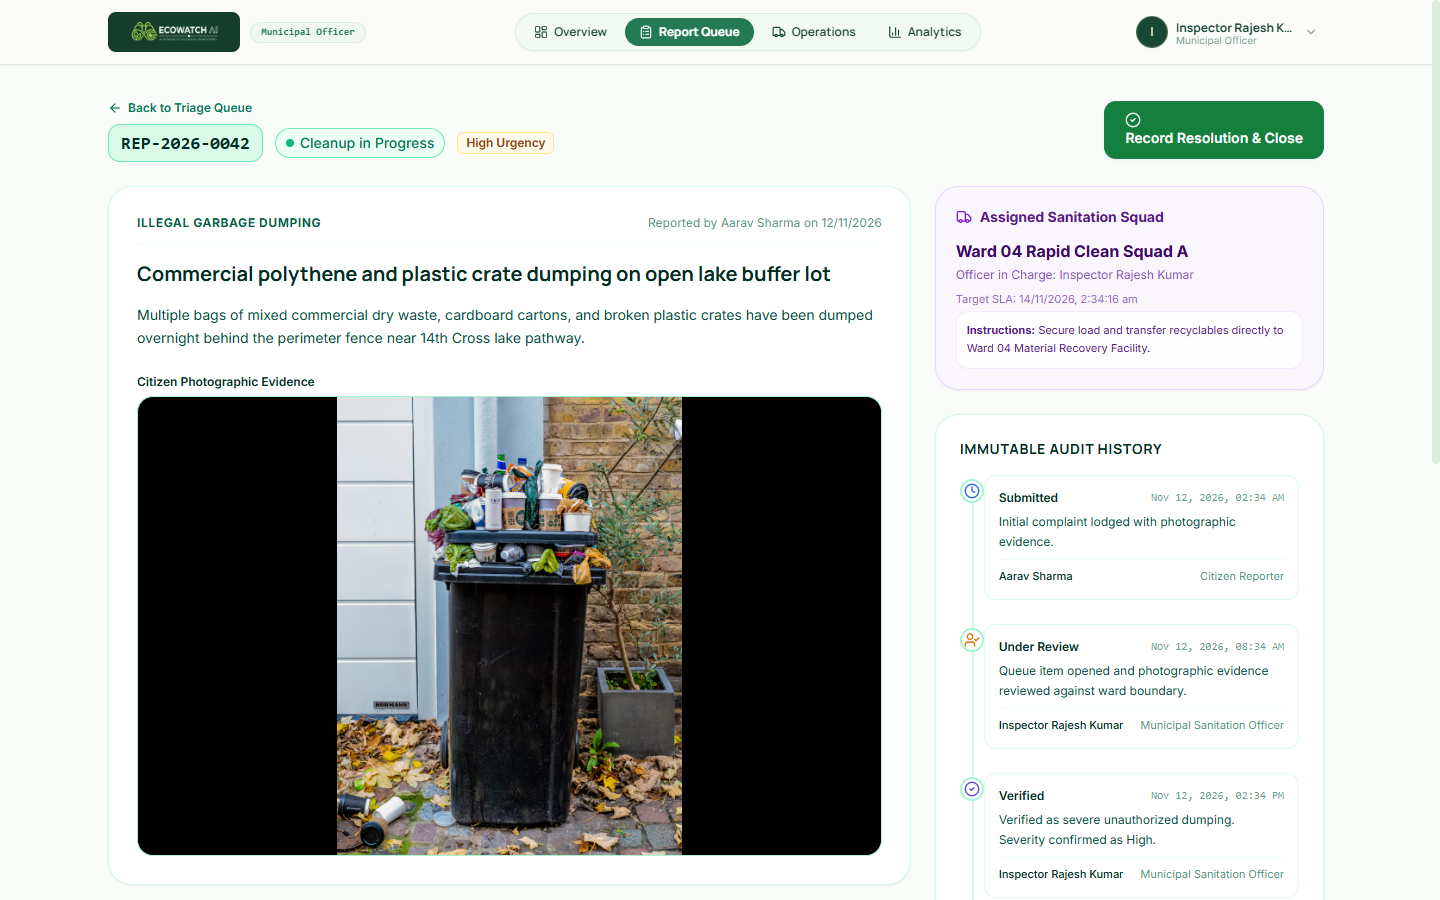 ECOWATCH AI
Municipal Officer
Overview
Report Queue
Operations
Analytics
I
Inspector Rajesh K...
Municipal Officer
Back to Triage Queue
REP-2026-0042
Cleanup in Progress
High Urgency
Record Resolution & Close
ILLEGAL GARBAGE DUMPING
Reported by Aarav Sharma on 12/11/2026
Commercial polythene and plastic crate dumping on open lake buffer lot
Multiple bags of mixed commercial dry waste, cardboard cartons, and broken plastic crates have been dumped
overnight behind the perimeter fence near 14th Cross lake pathway.
Citizen Photographic Evidence
HORMANN
Assigned Sanitation Squad
Ward 04 Rapid Clean Squad A
Officer in Charge: Inspector Rajesh Kumar
Target SLA: 14/11/2026, 2:34:16 am
Instructions: Secure load and transfer recyclables directly to
Ward 04 Material Recovery Facility.
IMMUTABLE AUDIT HISTORY
Submitted
Nov 12, 2026, 02:34 AM
Initial complaint lodged with photographic
evidence.
Aarav Sharma
Citizen Reporter
Under Review
Nov 12, 2026, 08:34 AM
Queue item opened and photographic evidence
reviewed against ward boundary.
Inspector Rajesh Kumar
Municipal Sanitation Officer
Verified
Nov 12, 2026, 02:34 PM
Verified as severe unauthorized dumping.
Severity confirmed as High.
Inspector Rajesh Kumar
Municipal Sanitation Officer